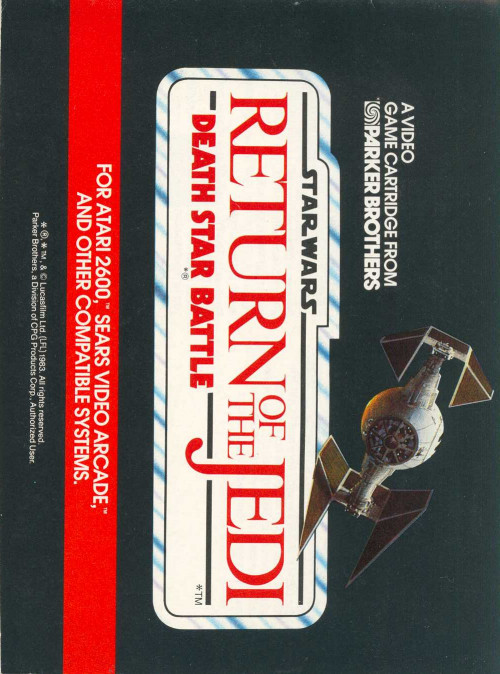 A VIDEO
GAME CARTRIDGE FROM
PARKER BROTHERS
STAR WARS
RETURN OF THE JEDI
*TM
DEATH STAR BATTLE
*®
FOR ATARI 2600,™ SEARS VIDEO ARCADE,™
AND OTHER COMPATIBLE SYSTEMS.
* ®, * ™, & © Lucasfilm Ltd. (LFL) 1983. All rights reserved.
Parker Brothers, a Division of CPG Products Corp., Authorized User.